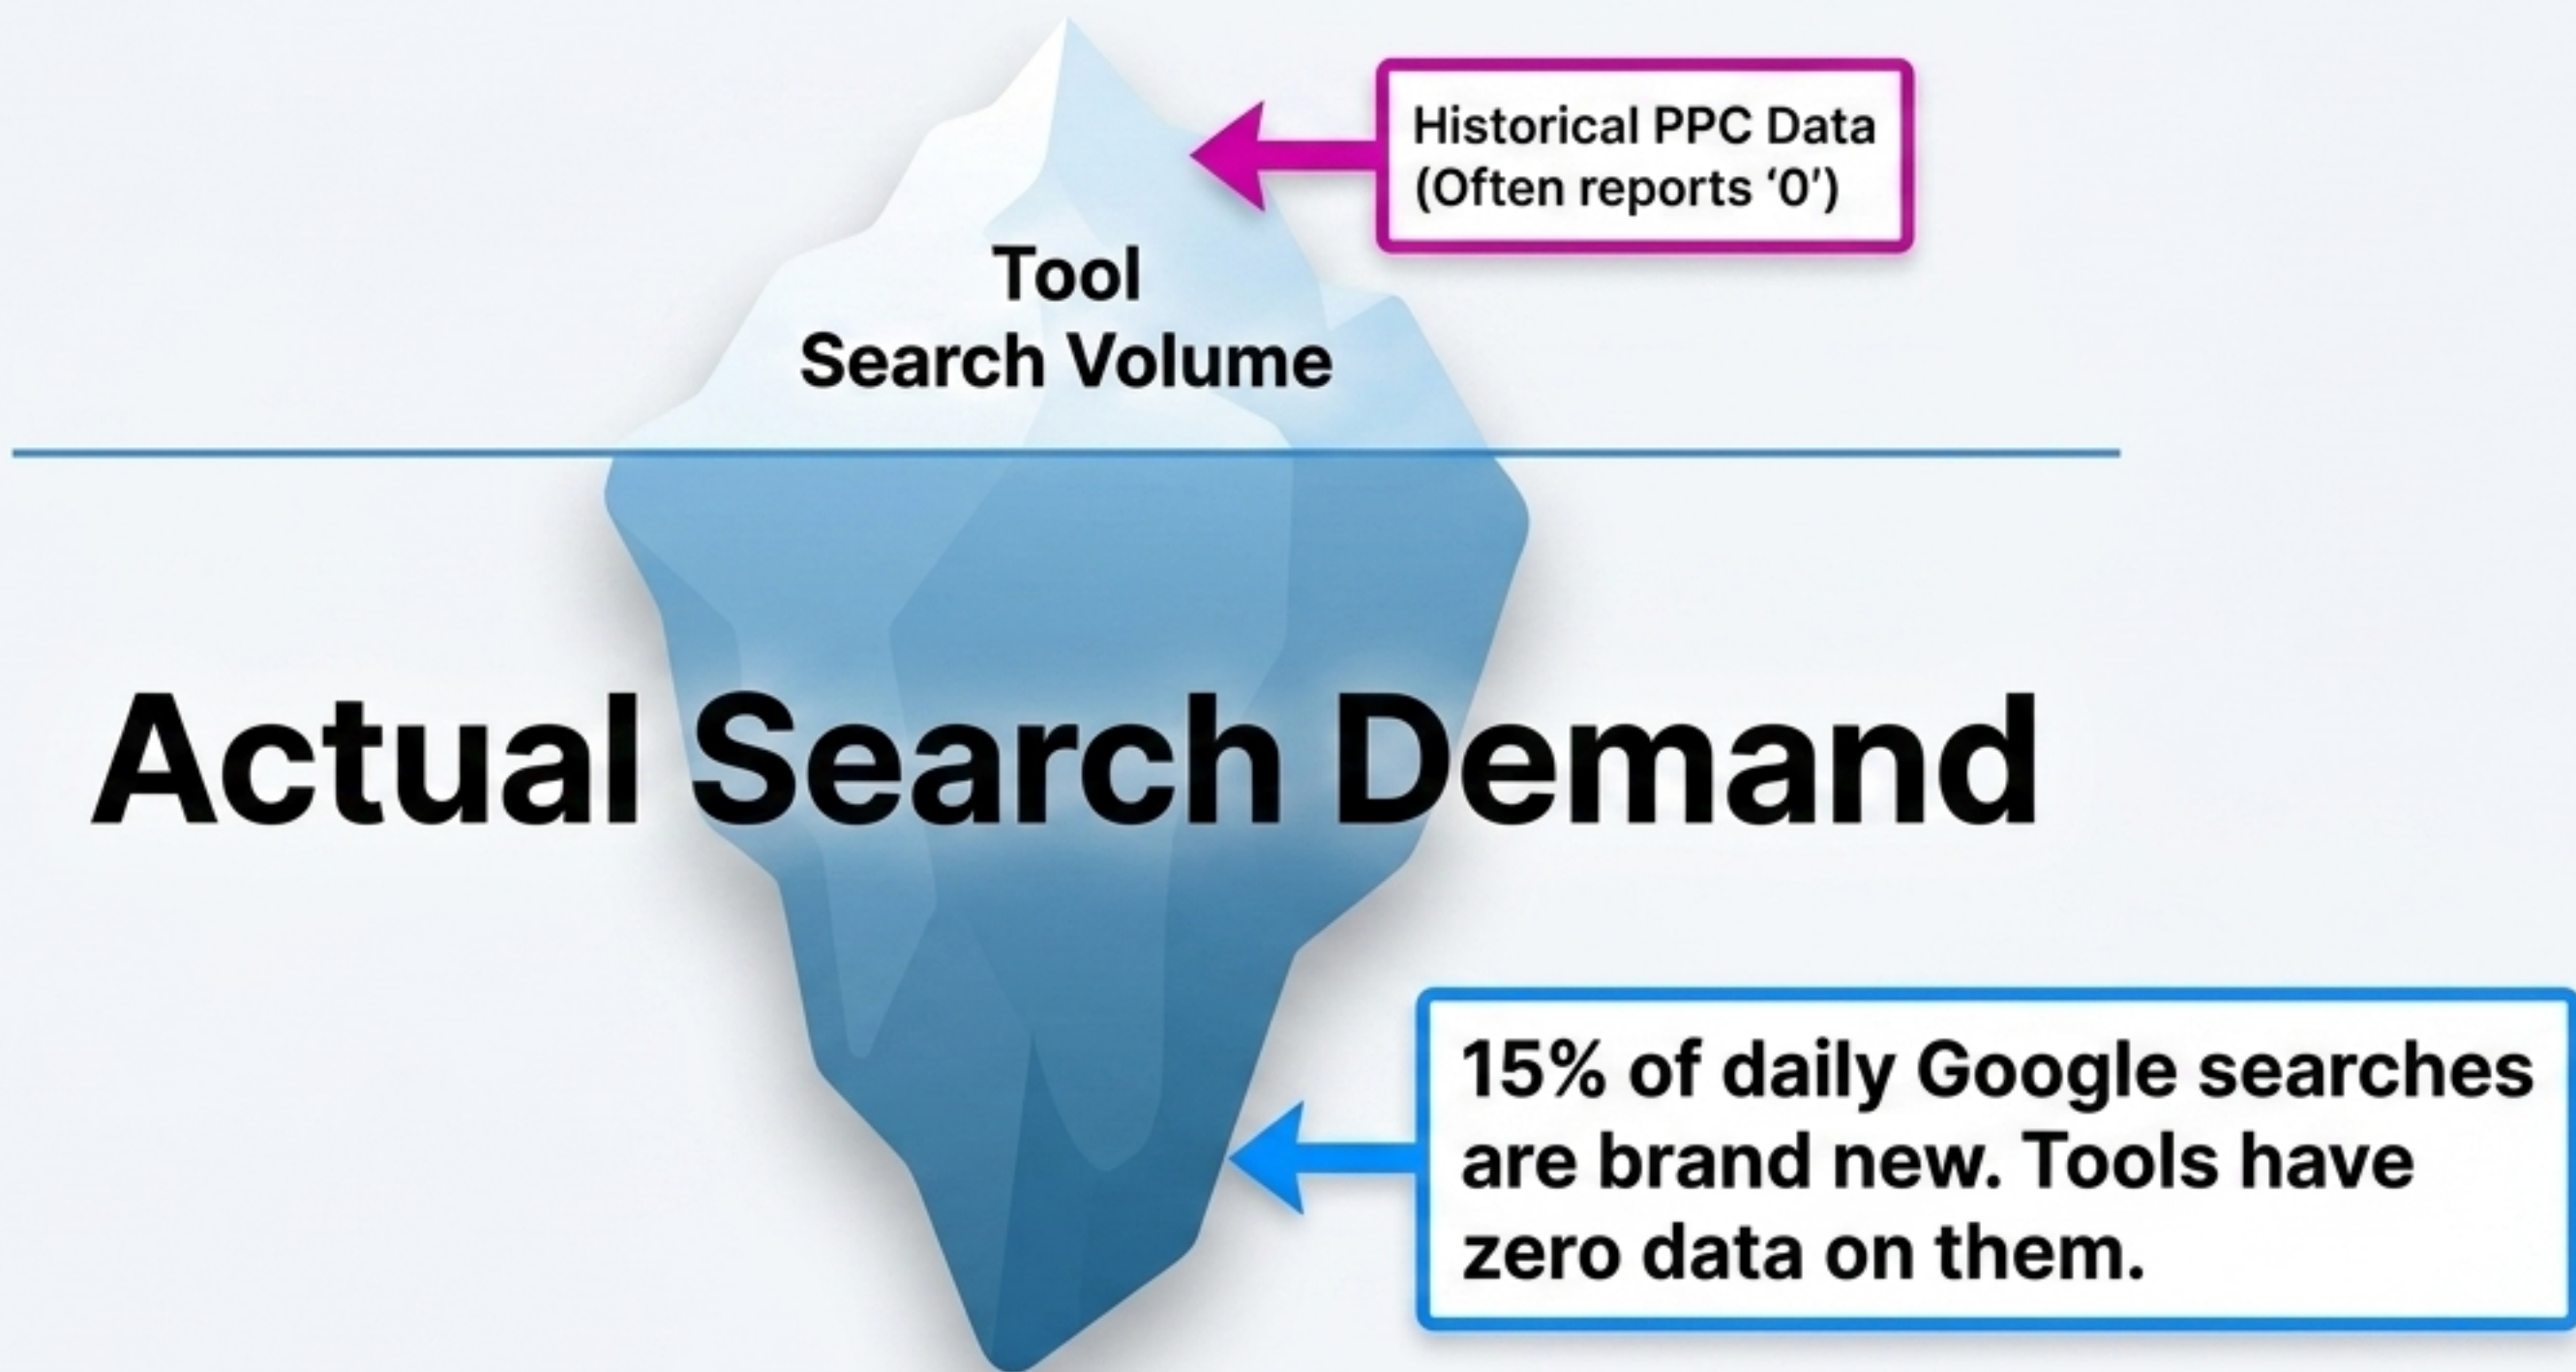 Historical PPC Data
(Often reports ‘0’)
Tool
Search Volume
Actual Search Demand
15% of daily Google searches
are brand new. Tools have
zero data on them.